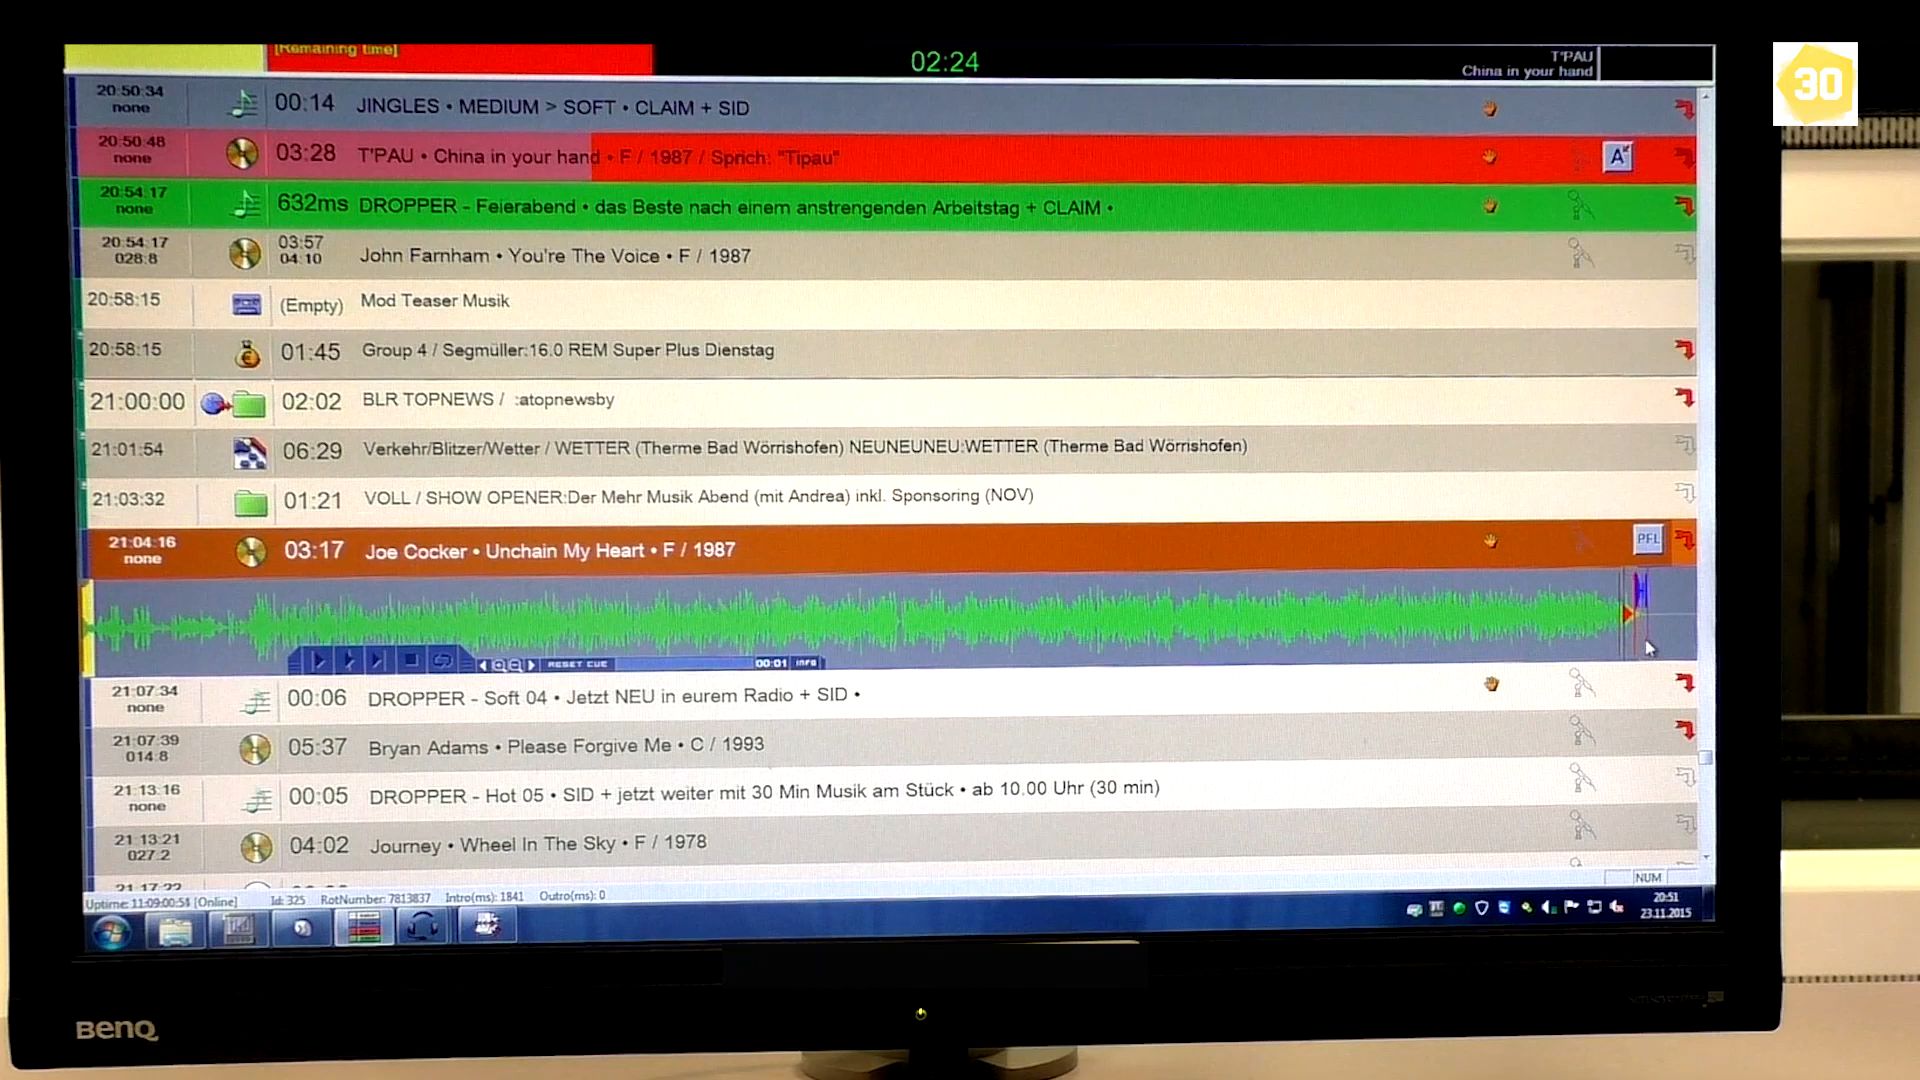 [Remaining time]
02:24
T'PAU
China in your hand
30
20:50:34
none
00:14
JINGLES • MEDIUM > SOFT • CLAIM + SID
20:50:48
none
03:28
T'PAU • China in your hand • F / 1987 / Sprich: "Tipau"
A
20:54:17
none
632ms
DROPPER - Feierabend • das Beste nach einem anstrengenden Arbeitstag + CLAIM •
20:54:17
028:8
03:57
04:10
John Farnham • You're The Voice • F / 1987
20:58:15
(Empty)
Mod Teaser Musik
20:58:15
01:45
Group 4 / Segmüller:16.0 REM Super Plus Dienstag
21:00:00
02:02
BLR TOPNEWS / :atopnewsby
21:01:54
06:29
Verkehr/Blitzer/Wetter / WETTER (Therme Bad Wörrishofen) NEUNEUNEU:WETTER (Therme Bad Wörrishofen)
21:03:32
01:21
VOLL / SHOW OPENER:Der Mehr Musik Abend (mit Andrea) inkl. Sponsoring (NOV)
21:04:16
none
03:17
Joe Cocker • Unchain My Heart • F / 1987
PFL
RESET CUE
00:01
INFO
21:07:34
none
00:06
DROPPER - Soft 04 • Jetzt NEU in eurem Radio + SID •
21:07:39
014:8
05:37
Bryan Adams • Please Forgive Me • C / 1993
21:13:16
none
00:05
DROPPER - Hot 05 • SID + jetzt weiter mit 30 Min Musik am Stück • ab 10.00 Uhr (30 min)
21:13:21
027:2
04:02
Journey • Wheel In The Sky • F / 1978
21:17:22
NUM
Uptime: 11:09:00:51 [Online]
Id: 325
RotNumber: 7813837
Intro(ms): 1841
Outro(ms): 0
20:51
23.11.2015
BenQ